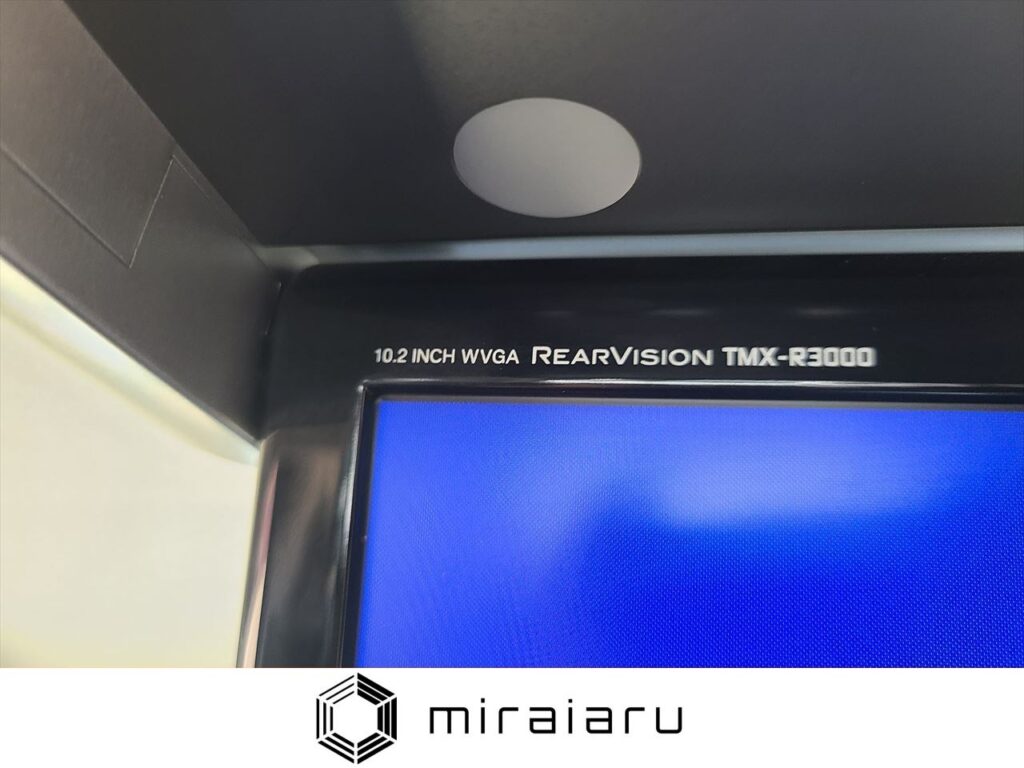 10.2 INCH WVGA REARVISION TMX-R3000
miraiaru